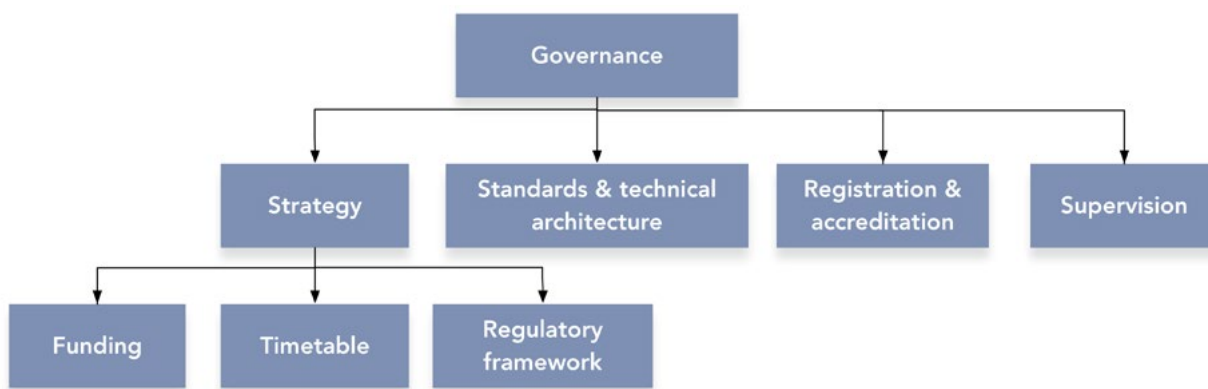 Governance
Strategy
Standards & technical
architecture
Registration &
accreditation
Supervision
Funding
Timetable
Regulatory
framework